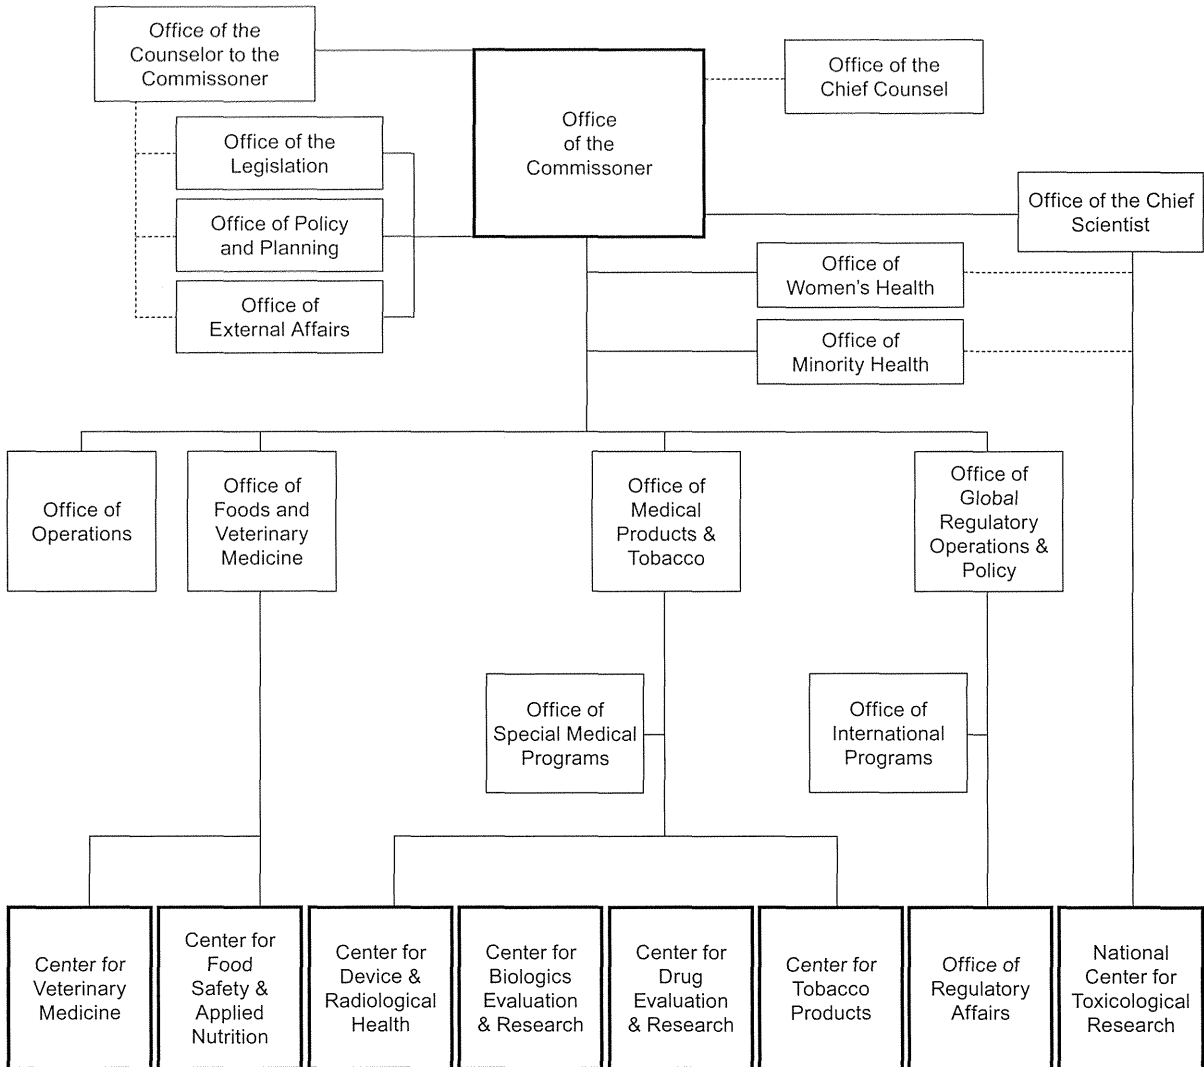 Office of the
Counselor to the
Commissoner
Office of the
Chief Counsel
Office
of the
Commissoner
Office of the
Legislation
Office of the Chief
Scientist
Office of Policy
and Planning
Office of
Women's Health
Office of
External Affairs
Office of
Minority Health
Office of
Operations
Office of
Foods and
Veterinary
Medicine
Office of
Medical
Products &
Tobacco
Office of
Global
Regulatory
Operations &
Policy
Office of
Special Medical
Programs
Office of
International
Programs
Center for
Veterinary
Medicine
Center for
Food
Safety &
Applied
Nutrition
Center for
Device &
Radiological
Health
Center for
Biologics
Evaluation
& Research
Center for
Drug
Evaluation
& Research
Center for
Tobacco
Products
Office of
Regulatory
Affairs
National
Center for
Toxicological
Research